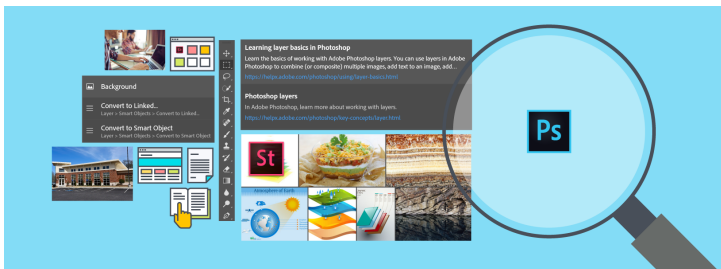 Background
Convert to Linked...
Layer > Smart Objects > Convert to Linked...
Convert to Smart Object
Layer > Smart Objects > Convert to Smart Object
Learning layer basics in Photoshop
Learn the basics of working with Adobe Photoshop layers. You can use layers in Adobe
Photoshop to combine (or composite) multiple images, add text to an image, add...
https://helpx.adobe.com/photoshop/using/layer-basics.html
Photoshop layers
In Adobe Photoshop, learn more about working with layers.
https://helpx.adobe.com/photoshop/key-concepts/layer.html
St
Atmosphere of Earth
Ps